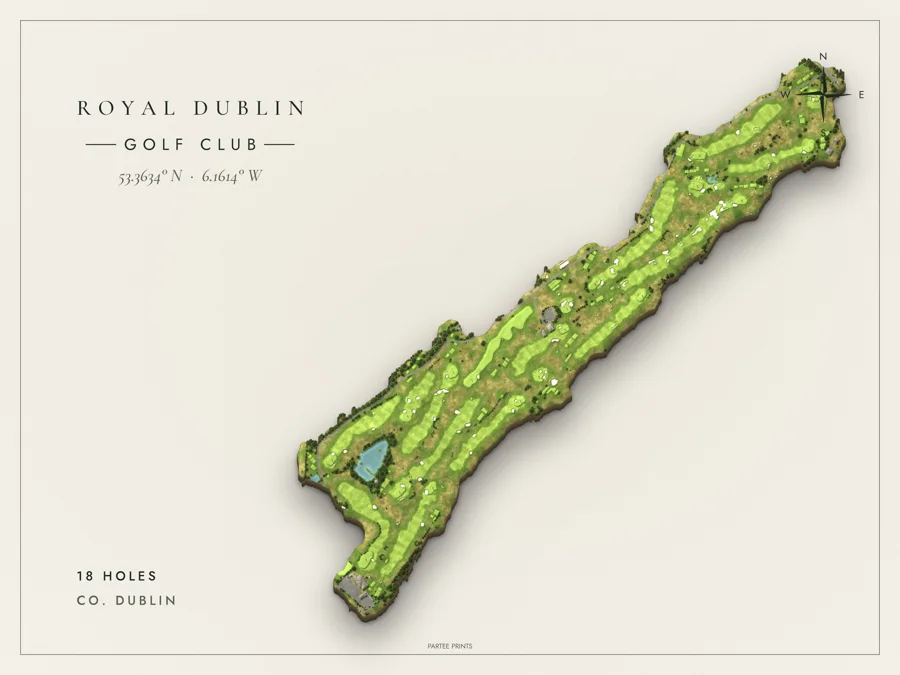 ROYAL DUBLIN
GOLF CLUB
53.3634° N · 6.1614° W
N
W E
18 HOLES
CO. DUBLIN
PARTEE PRINTS